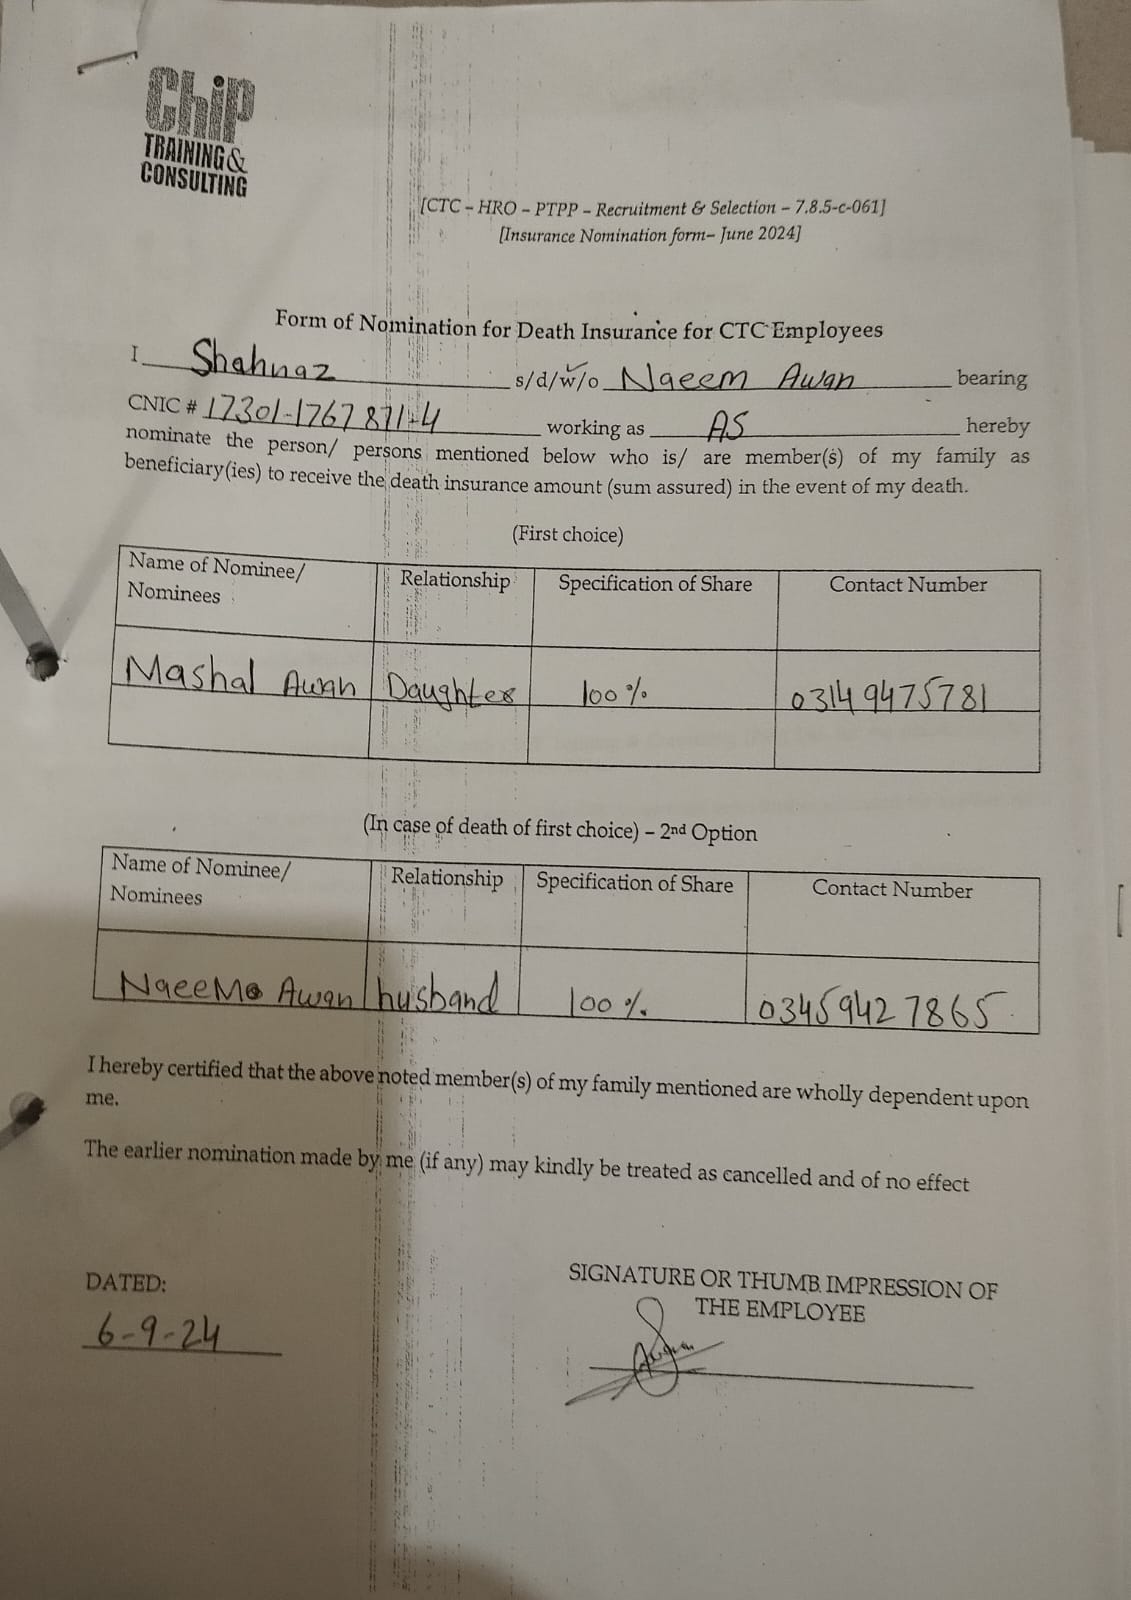 ChiP
TRAINING &
CONSULTING
[CTC – HRO – PTPP – Recruitment & Selection – 7.8.5-c-061]
[Insurance Nomination form– June 2024]
Form of Nomination for Death Insurance for CTC Employees
I Shahnaz s/d/w/o Naeem Awan bearing
CNIC # 17301-1767871-4 working as AS hereby
nominate the person/ persons mentioned below who is/ are member(s) of my family as
beneficiary(ies) to receive the death insurance amount (sum assured) in the event of my death.
(First choice)
Name of Nominee/ Nominees Relationship Specification of Share Contact Number
Mashal Awan Daughter 100% 03149475781
(In case of death of first choice) – 2nd Option
Name of Nominee/ Nominees Relationship Specification of Share Contact Number
Naeem Awan husband 100% 03459427865
I hereby certified that the above noted member(s) of my family mentioned are wholly dependent upon
me.
The earlier nomination made by me (if any) may kindly be treated as cancelled and of no effect
DATED:
6-9-24
SIGNATURE OR THUMB IMPRESSION OF
THE EMPLOYEE